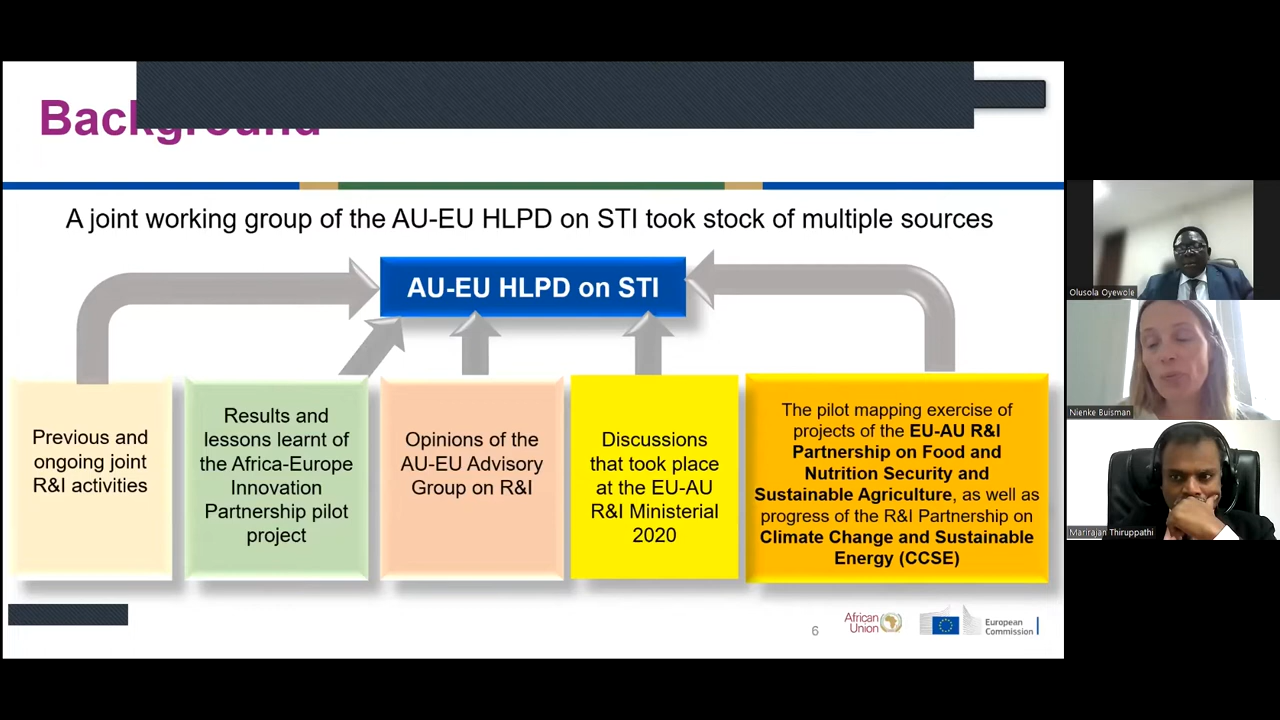 Background
A joint working group of the AU-EU HLPD on STI took stock of multiple sources
AU-EU HLPD on STI
Previous and
ongoing joint
R&I activities
Results and
lessons learnt of
the Africa-Europe
Innovation
Partnership pilot
project
Opinions of the
AU-EU Advisory
Group on R&I
Discussions
that took place
at the EU-AU
R&I Ministerial
2020
The pilot mapping exercise of
projects of the EU-AU R&I
Partnership on Food and
Nutrition Security and
Sustainable Agriculture, as well as
progress of the R&I Partnership on
Climate Change and Sustainable
Energy (CCSE)
6
African
Union
European
Commission
Olusola Oyewole
Nienke Buisman
Marirajan Thiruppathi